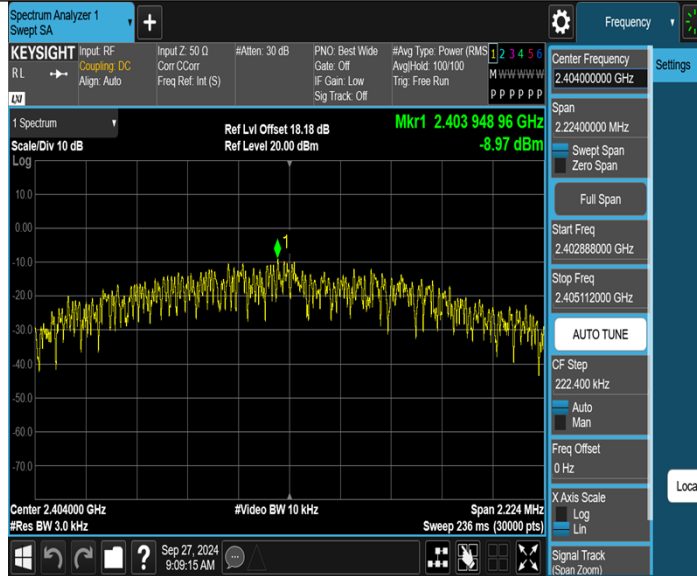 Spectrum Analyzer 1
Swept SA
+
Frequency
KEYSIGHT
RL
LXI
Input: RF
Coupling: DC
Align: Auto
Input Z: 50 Ω
Corr CCorr
Freq Ref: Int (S)
#Atten: 30 dB
PNO: Best Wide
Gate: Off
IF Gain: Low
Sig Track: Off
#Avg Type: Power (RMS
Avg|Hold: 100/100
Trig: Free Run
1 2 3 4 5 6
M W W W W W
P P P P P P
1 Spectrum
Scale/Div 10 dB
Log
Ref Lvl Offset 18.18 dB
Ref Level 20.00 dBm
Mkr1 2.403 948 96 GHz
-8.97 dBm
10.0
0.00
-10.0
-20.0
-30.0
-40.0
-50.0
-60.0
-70.0
1
Center 2.404000 GHz
#Res BW 3.0 kHz
#Video BW 10 kHz
Span 2.224 MHz
Sweep 236 ms (30000 pts)
?
Sep 27, 2024
9:09:15 AM
Center Frequency
2.404000000 GHz
Span
2.22400000 MHz
Swept Span
Zero Span
Full Span
Start Freq
2.402888000 GHz
Stop Freq
2.405112000 GHz
AUTO TUNE
CF Step
222.400 kHz
Auto
Man
Freq Offset
0 Hz
X Axis Scale
Log
Lin
Signal Track
(Span Zoom)
Settings
Loca